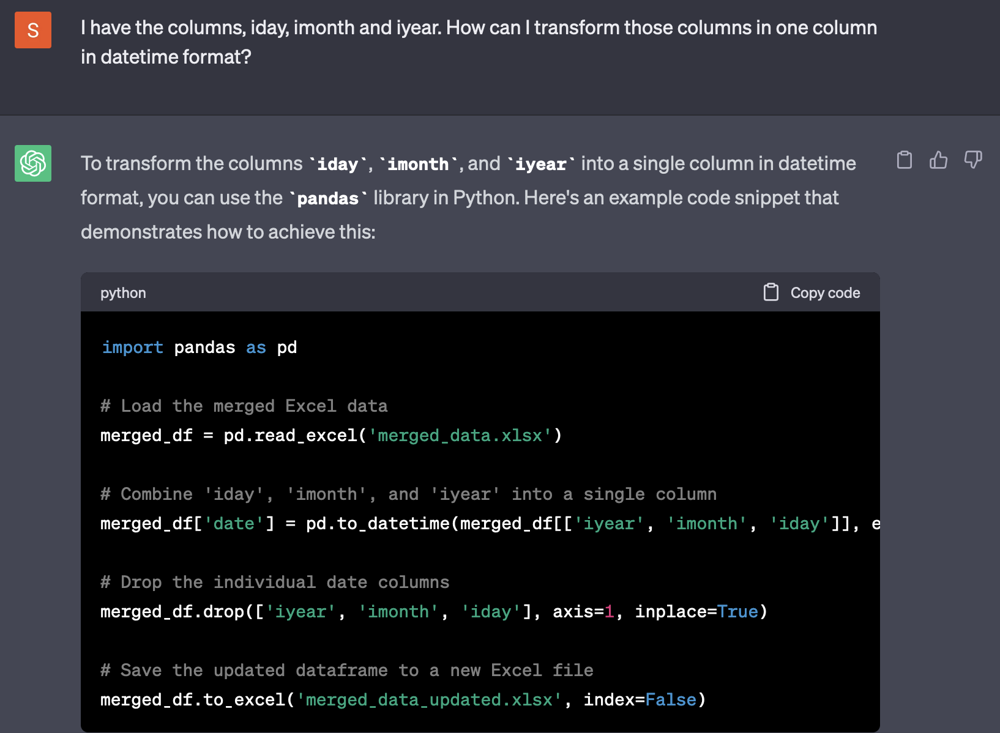 S
I have the columns, iday, imonth and iyear. How can I transform those columns in one column
in datetime format?
To transform the columns `iday`, `imonth`, and `iyear` into a single column in datetime
format, you can use the `pandas` library in Python. Here's an example code snippet that
demonstrates how to achieve this:
python Copy code
import pandas as pd
# Load the merged Excel data
merged_df = pd.read_excel('merged_data.xlsx')
# Combine 'iday', 'imonth', and 'iyear' into a single column
merged_df['date'] = pd.to_datetime(merged_df[['iyear', 'imonth', 'iday']], e
# Drop the individual date columns
merged_df.drop(['iyear', 'imonth', 'iday'], axis=1, inplace=True)
# Save the updated dataframe to a new Excel file
merged_df.to_excel('merged_data_updated.xlsx', index=False)